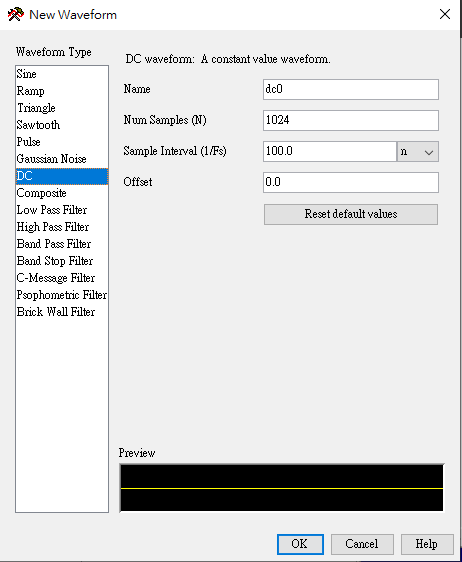 New Waveform
Waveform Type
Sine
Ramp
Triangle
Sawtooth
Pulse
Gaussian Noise
DC
Composite
Low Pass Filter
High Pass Filter
Band Pass Filter
Band Stop Filter
C-Message Filter
Psophometric Filter
Brick Wall Filter
DC waveform:  A constant value waveform.
Name dc0
Num Samples (N) 1024
Sample Interval (1/Fs) 100.0 n
Offset 0.0
Reset default values
Preview
OK Cancel Help